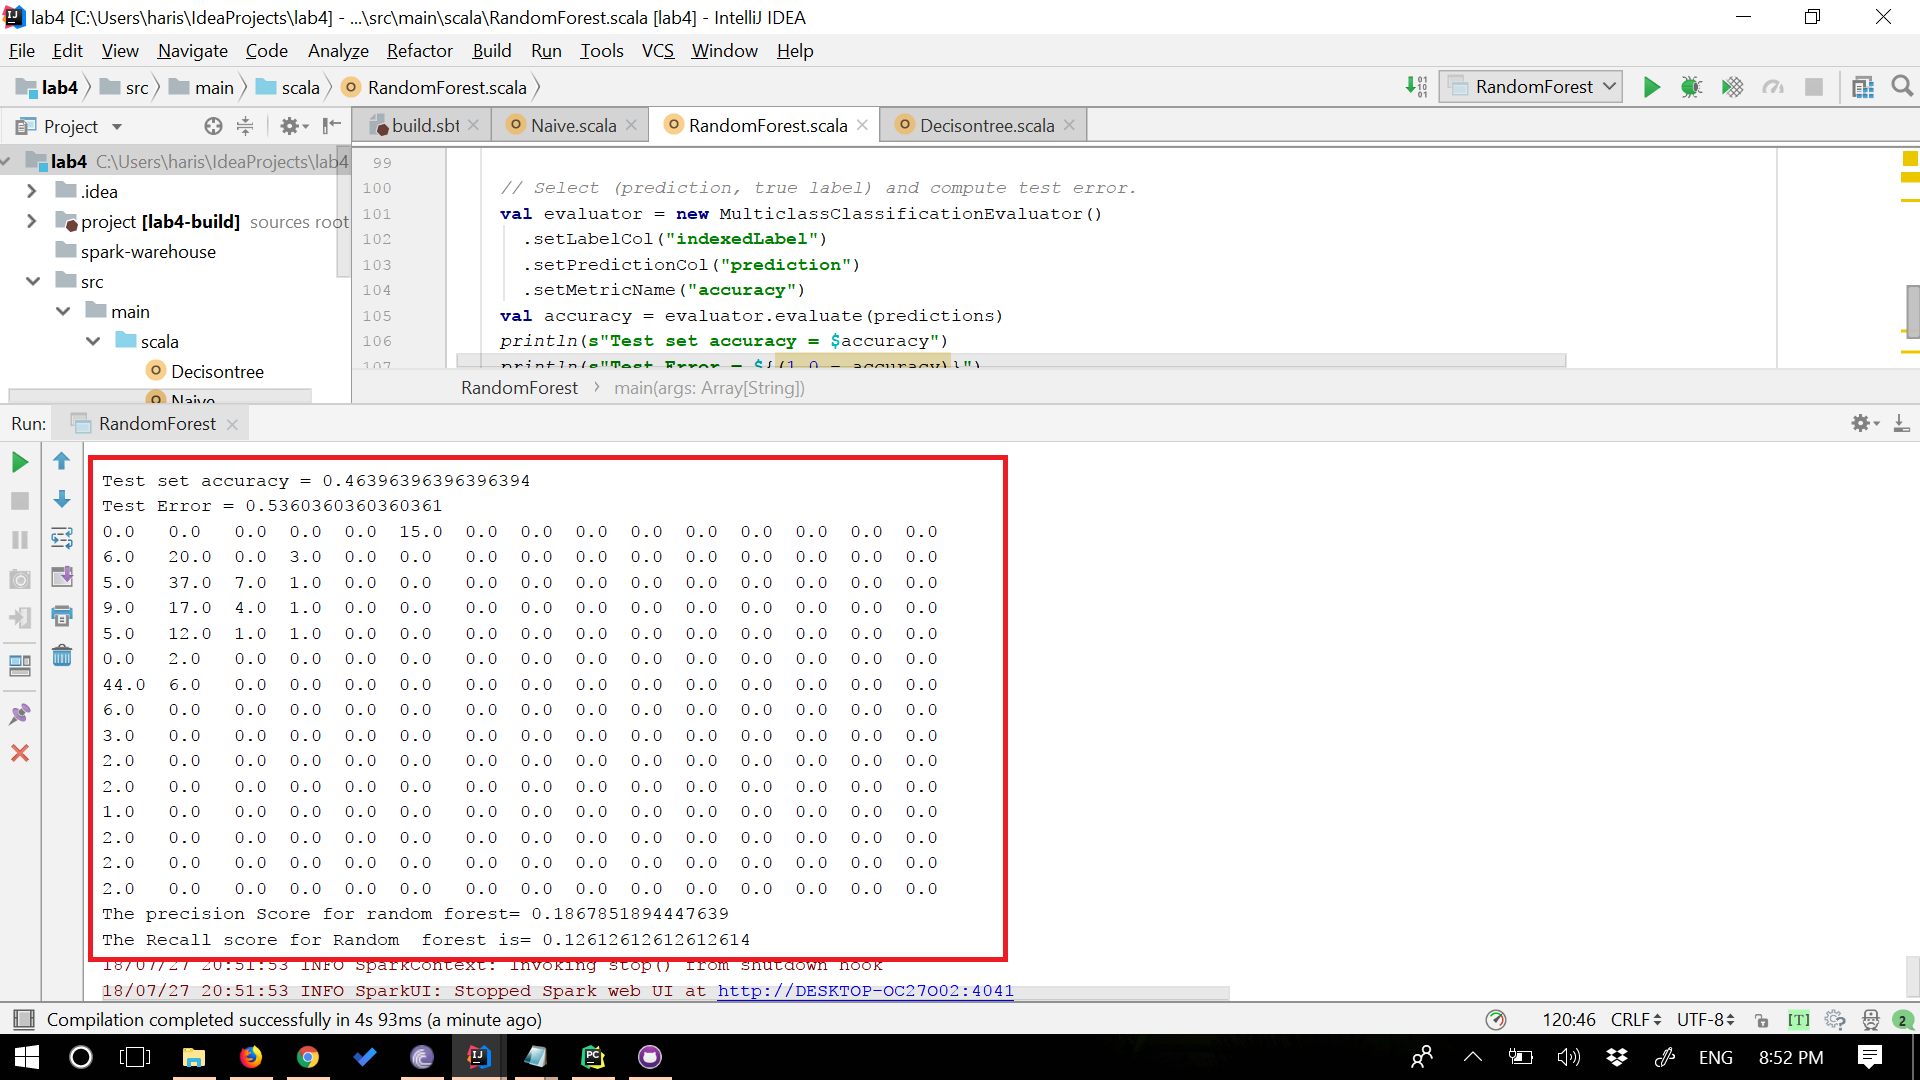 lab4 [C:\Users\haris\IdeaProjects\lab4] - ...\src\main\scala\RandomForest.scala [lab4] - IntelliJ IDEA
File Edit View Navigate Code Analyze Refactor Build Run Tools VCS Window Help
lab4 src main scala RandomForest.scala RandomForest
Project build.sbt Naive.scala RandomForest.scala Decisontree.scala
lab4 C:\Users\haris\IdeaProjects\lab4
.idea
project [lab4-build] sources root
spark-warehouse
src
main
scala
Decisontree
Naive
99
100 // Select (prediction, true label) and compute test error.
101 val evaluator = new MulticlassClassificationEvaluator()
102 .setLabelCol("indexedLabel")
103 .setPredictionCol("prediction")
104 .setMetricName("accuracy")
105 val accuracy = evaluator.evaluate(predictions)
106 println(s"Test set accuracy = $accuracy")
107 println(s"Test Error = ${(1.0 - accuracy)}")
RandomForest main(args: Array[String])
Run: RandomForest
Test set accuracy = 0.46396396396396394
Test Error = 0.5360360360360361
0.0 0.0 0.0 0.0 0.0 15.0 0.0 0.0 0.0 0.0 0.0 0.0 0.0 0.0 0.0
6.0 20.0 0.0 3.0 0.0 0.0 0.0 0.0 0.0 0.0 0.0 0.0 0.0 0.0 0.0
5.0 37.0 7.0 1.0 0.0 0.0 0.0 0.0 0.0 0.0 0.0 0.0 0.0 0.0 0.0
9.0 17.0 4.0 1.0 0.0 0.0 0.0 0.0 0.0 0.0 0.0 0.0 0.0 0.0 0.0
5.0 12.0 1.0 1.0 0.0 0.0 0.0 0.0 0.0 0.0 0.0 0.0 0.0 0.0 0.0
0.0 2.0 0.0 0.0 0.0 0.0 0.0 0.0 0.0 0.0 0.0 0.0 0.0 0.0 0.0
44.0 6.0 0.0 0.0 0.0 0.0 0.0 0.0 0.0 0.0 0.0 0.0 0.0 0.0 0.0
6.0 0.0 0.0 0.0 0.0 0.0 0.0 0.0 0.0 0.0 0.0 0.0 0.0 0.0 0.0
3.0 0.0 0.0 0.0 0.0 0.0 0.0 0.0 0.0 0.0 0.0 0.0 0.0 0.0 0.0
2.0 0.0 0.0 0.0 0.0 0.0 0.0 0.0 0.0 0.0 0.0 0.0 0.0 0.0 0.0
2.0 0.0 0.0 0.0 0.0 0.0 0.0 0.0 0.0 0.0 0.0 0.0 0.0 0.0 0.0
1.0 0.0 0.0 0.0 0.0 0.0 0.0 0.0 0.0 0.0 0.0 0.0 0.0 0.0 0.0
2.0 0.0 0.0 0.0 0.0 0.0 0.0 0.0 0.0 0.0 0.0 0.0 0.0 0.0 0.0
2.0 0.0 0.0 0.0 0.0 0.0 0.0 0.0 0.0 0.0 0.0 0.0 0.0 0.0 0.0
2.0 0.0 0.0 0.0 0.0 0.0 0.0 0.0 0.0 0.0 0.0 0.0 0.0 0.0 0.0
The precision Score for random forest= 0.1867851894447639
The Recall score for Random  forest is= 0.12612612612612614
18/07/27 20:51:53 INFO SparkContext: Invoking stop() from shutdown hook
18/07/27 20:51:53 INFO SparkUI: Stopped Spark web UI at http://DESKTOP-OC27O02:4041
Compilation completed successfully in 4s 93ms (a minute ago) 120:46 CRLF UTF-8 [T] 2
ENG 8:52 PM